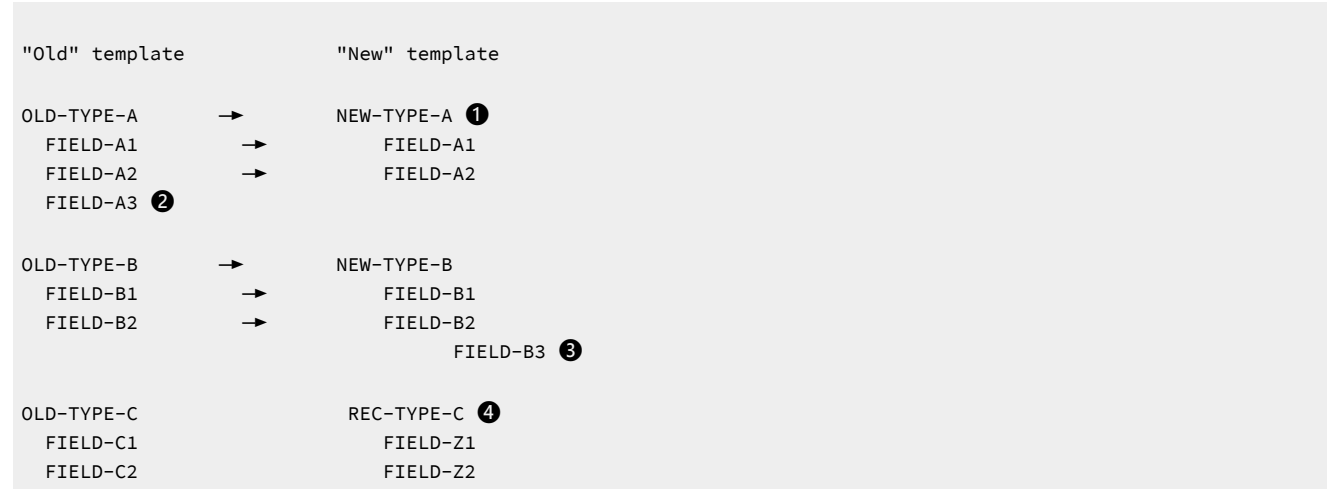 "Old" template "New" template
OLD-TYPE-A → NEW-TYPE-A ❶
FIELD-A1 → FIELD-A1
FIELD-A2 → FIELD-A2
FIELD-A3 ❷
OLD-TYPE-B → NEW-TYPE-B
FIELD-B1 → FIELD-B1
FIELD-B2 → FIELD-B2
FIELD-B3 ❸
OLD-TYPE-C REC-TYPE-C ❹
FIELD-C1 FIELD-Z1
FIELD-C2 FIELD-Z2